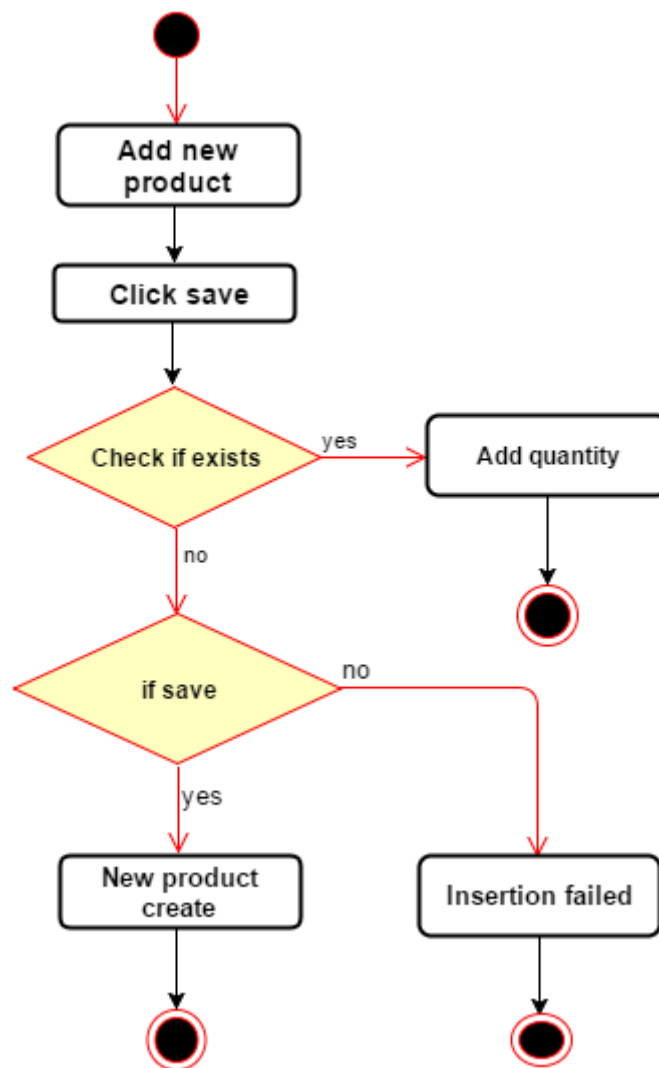 Add new
product
Click save
Check if exists
yes
Add quantity
no
if save
no
yes
New product
create
Insertion failed